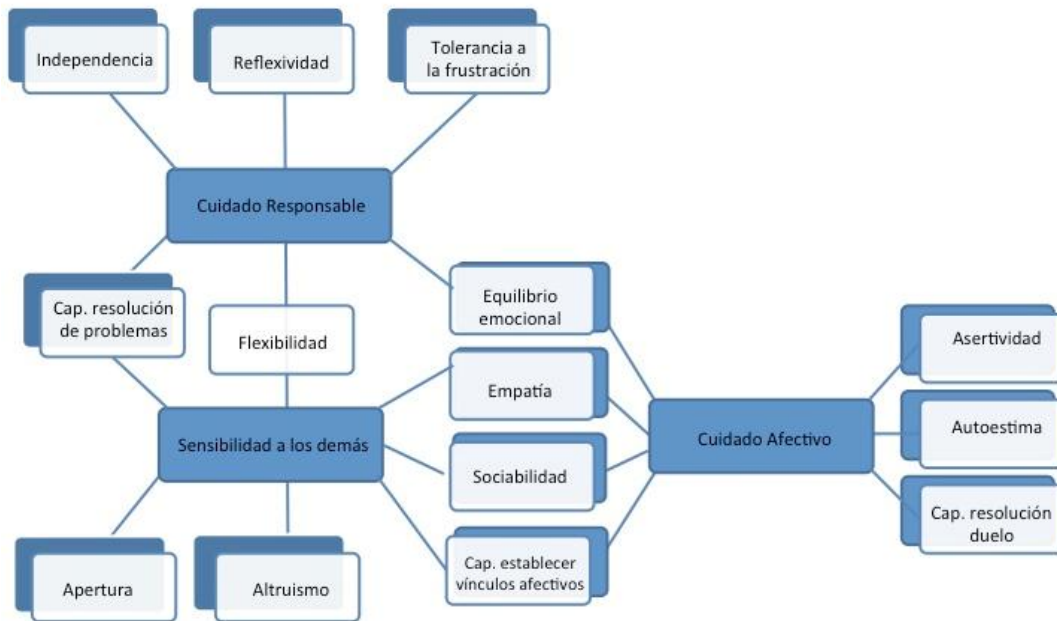 Independencia
Reflexividad
Tolerancia a
la frustración
Cuidado Responsable
Cap. resolución
de problemas
Flexibilidad
Equilibrio
emocional
Empatía
Asertividad
Sensibilidad a los demás
Cuidado Afectivo
Autoestima
Sociabilidad
Cap. resolución
duelo
Apertura
Altruismo
Cap. establecer
vínculos afectivos